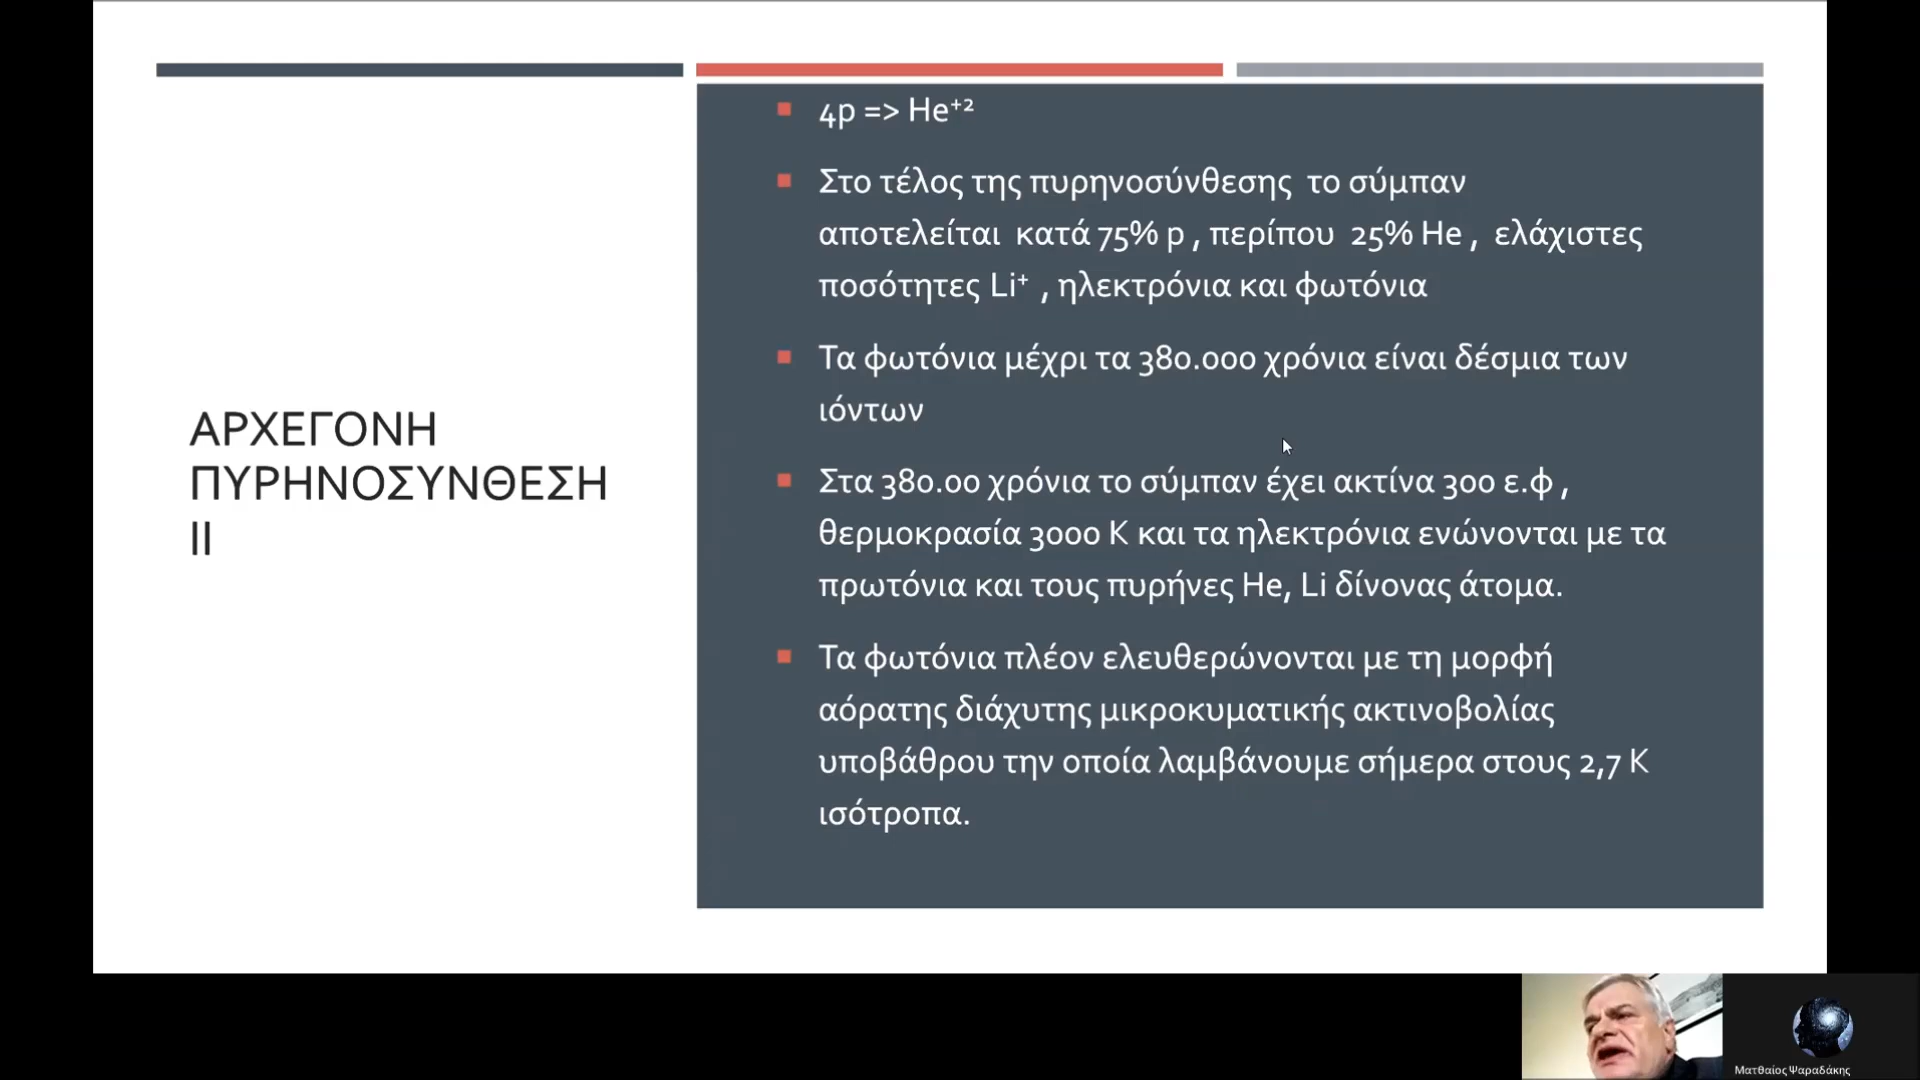 ΑΡΧΕΓΟΝΗ
ΠΥΡΗΝΟΣΥΝΘΕΣΗ
ΙΙ
4p => He⁺²
Στο τέλος της πυρηνοσύνθεσης το σύμπαν
αποτελείται κατά 75% p , περίπου 25% He , ελάχιστες
ποσότητες Li⁺ , ηλεκτρόνια και φωτόνια
Τα φωτόνια μέχρι τα 380.000 χρόνια είναι δέσμια των
ιόντων
Στα 380.00 χρόνια το σύμπαν έχει ακτίνα 300 ε.φ ,
θερμοκρασία 3000 Κ και τα ηλεκτρόνια ενώνονται με τα
πρωτόνια και τους πυρήνες He, Li δίνονας άτομα.
Τα φωτόνια πλέον ελευθερώνονται με τη μορφή
αόρατης διάχυτης μικροκυματικής ακτινοβολίας
υποβάθρου την οποία λαμβάνουμε σήμερα στους 2,7 Κ
ισότροπα.
Ματθαίος Ψαραδάκης